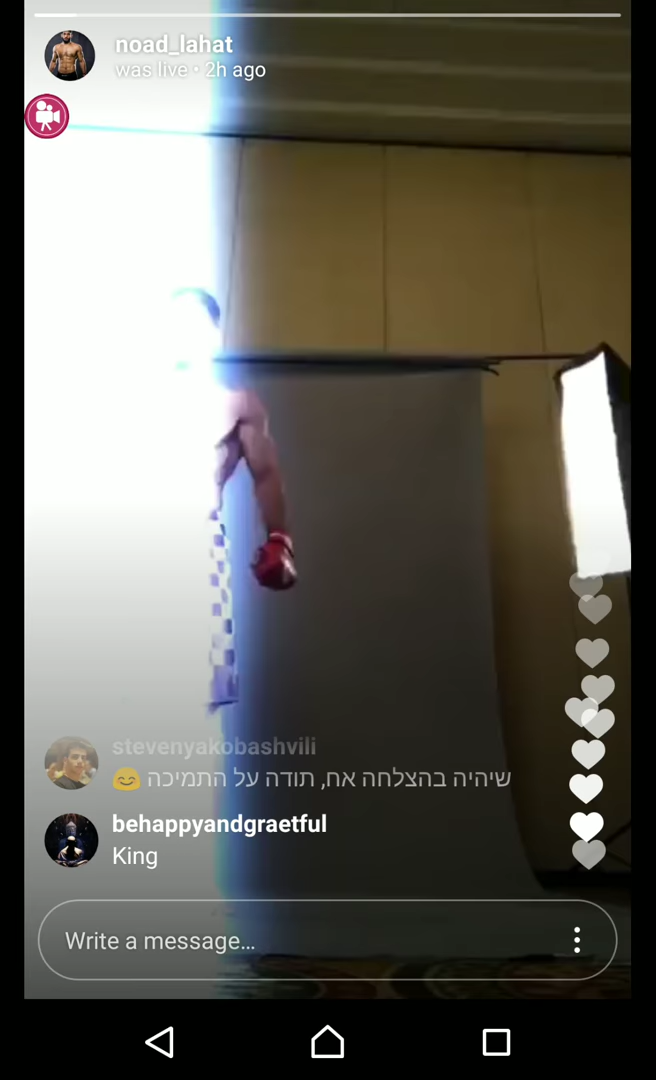 noad_lahat
was live • 2h ago
stevenyakobashvili
שיהיה בהצלחה אח, תודה על התמיכה 😊
behappyandgraetful
King
Write a message…